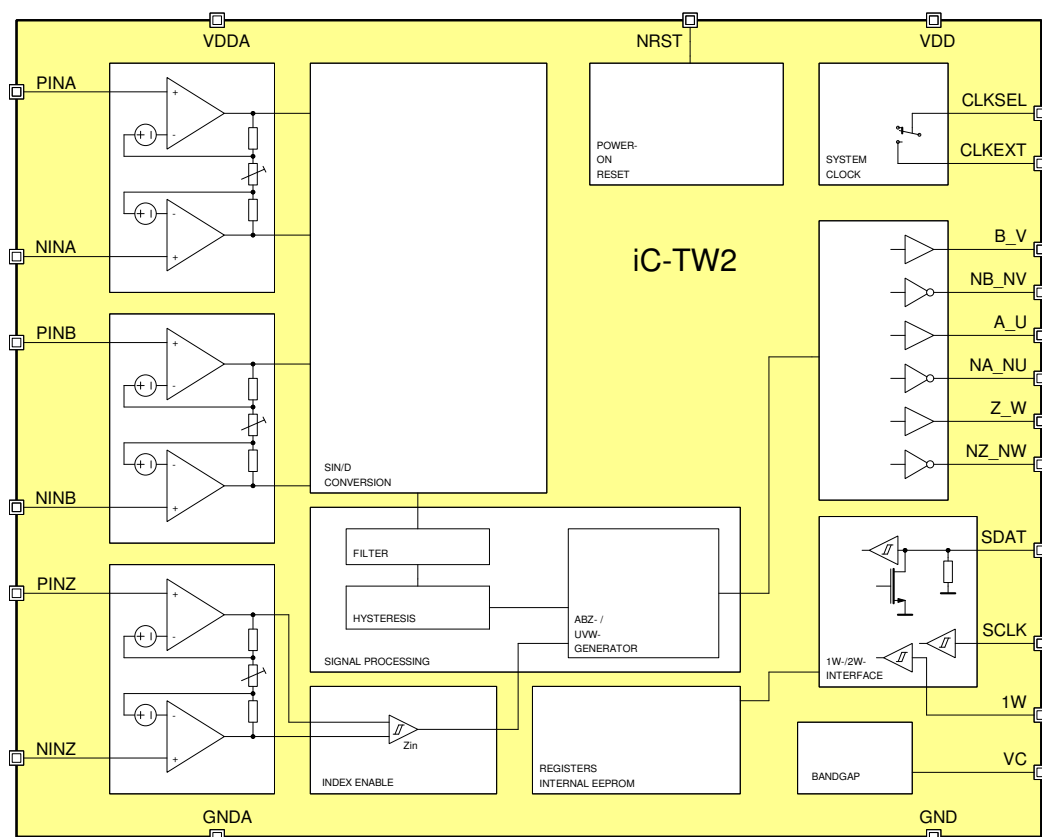 VDDA
NRST
VDD
PINA
+
-
+
-
-
+
NINA
POWER-
ON
RESET
SYSTEM
CLOCK
CLKSEL
CLKEXT
iC-TW2
B_V
NB_NV
A_U
NA_NU
Z_W
NZ_NW
PINB
+
-
+
-
-
+
NINB
SIN/D
CONVERSION
FILTER
HYSTERESIS
ABZ- /
UVW-
GENERATOR
SIGNAL PROCESSING
SDAT
SCLK
1W-/2W-
INTERFACE
1W
PINZ
+
-
+
-
-
+
NINZ
Zin
INDEX ENABLE
REGISTERS
INTERNAL EEPROM
BANDGAP
VC
GNDA
GND